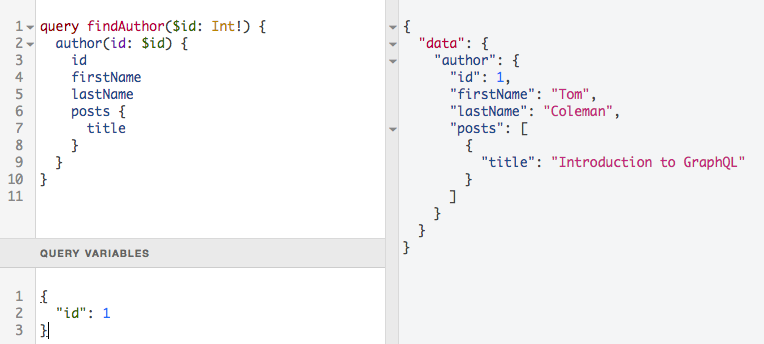 1 query findAuthor($id: Int!) {
2   author(id: $id) {
3     id
4     firstName
5     lastName
6     posts {
7       title
8     }
9   }
10 }
11
QUERY VARIABLES
1 {
2   "id": 1
3 }
{
  "data": {
    "author": {
      "id": 1,
      "firstName": "Tom",
      "lastName": "Coleman",
      "posts": [
        {
          "title": "Introduction to GraphQL"
        }
      ]
    }
  }
}